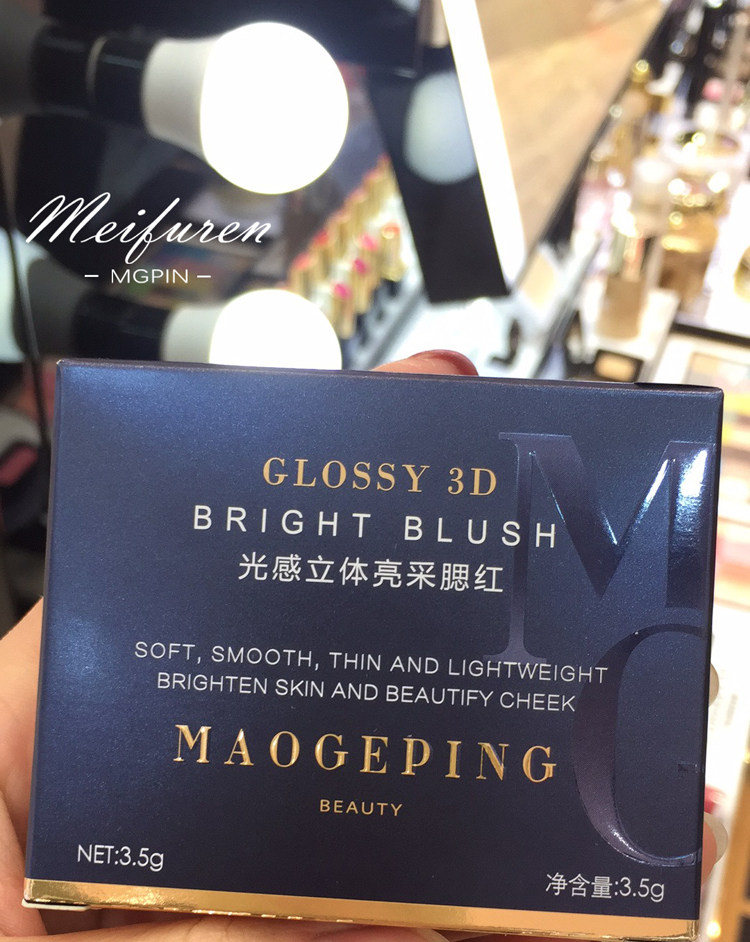 Meifuren
– MGPIN –
GLOSSY 3D
BRIGHT BLUSH
光感立体亮采腮红
SOFT, SMOOTH, THIN AND LIGHTWEIGHT
BRIGHTEN SKIN AND BEAUTIFY CHEEK
MAOGEPING
BEAUTY
NET:3.5g
净含量:3.5g
MG